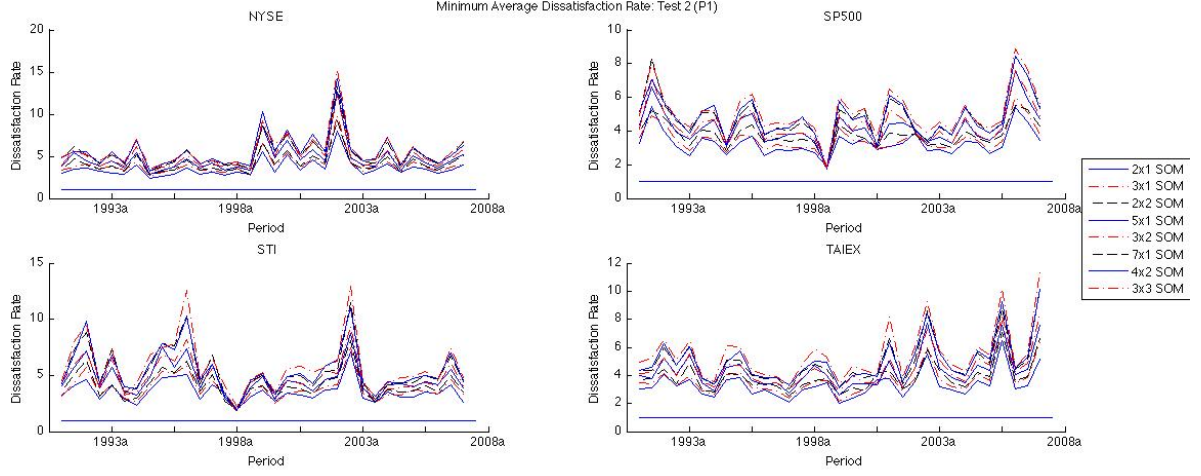 Minimum Average Dissatisfaction Rate: Test 2 (P1)
NYSE
20
15
10
5
0
Dissatisfaction Rate
1993a 1998a 2003a 2008a
Period
SP500
10
8
6
4
2
0
Dissatisfaction Rate
1993a 1998a 2003a 2008a
Period
STI
15
10
5
0
Dissatisfaction Rate
1993a 1998a 2003a 2008a
Period
TAIEX
12
10
8
6
4
2
0
Dissatisfaction Rate
1993a 1998a 2003a 2008a
Period
2x1 SOM
3x1 SOM
2x2 SOM
5x1 SOM
3x2 SOM
7x1 SOM
4x2 SOM
3x3 SOM